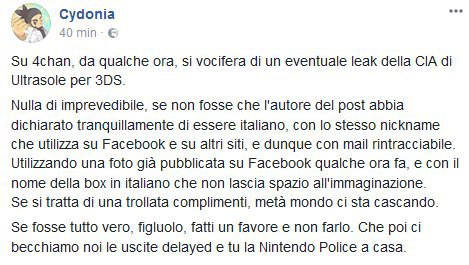 Cydonia
40 min ·
Su 4chan, da qualche ora, si vocifera di un eventuale leak della CIA di
Ultrasole per 3DS.
Nulla di imprevedibile, se non fosse che l'autore del post abbia
dichiarato tranquillamente di essere italiano, con lo stesso nickname
che utilizza su Facebook e su altri siti, e dunque con mail rintracciabile.
Utilizzando una foto già pubblicata su Facebook qualche ora fa, e con il
nome della box in italiano che non lascia spazio all'immaginazione.
Se si tratta di una trollata complimenti, metà mondo ci sta cascando.
Se fosse tutto vero, figluolo, fatti un favore e non farlo. Che poi ci
becchiamo noi le uscite delayed e tu la Nintendo Police a casa.